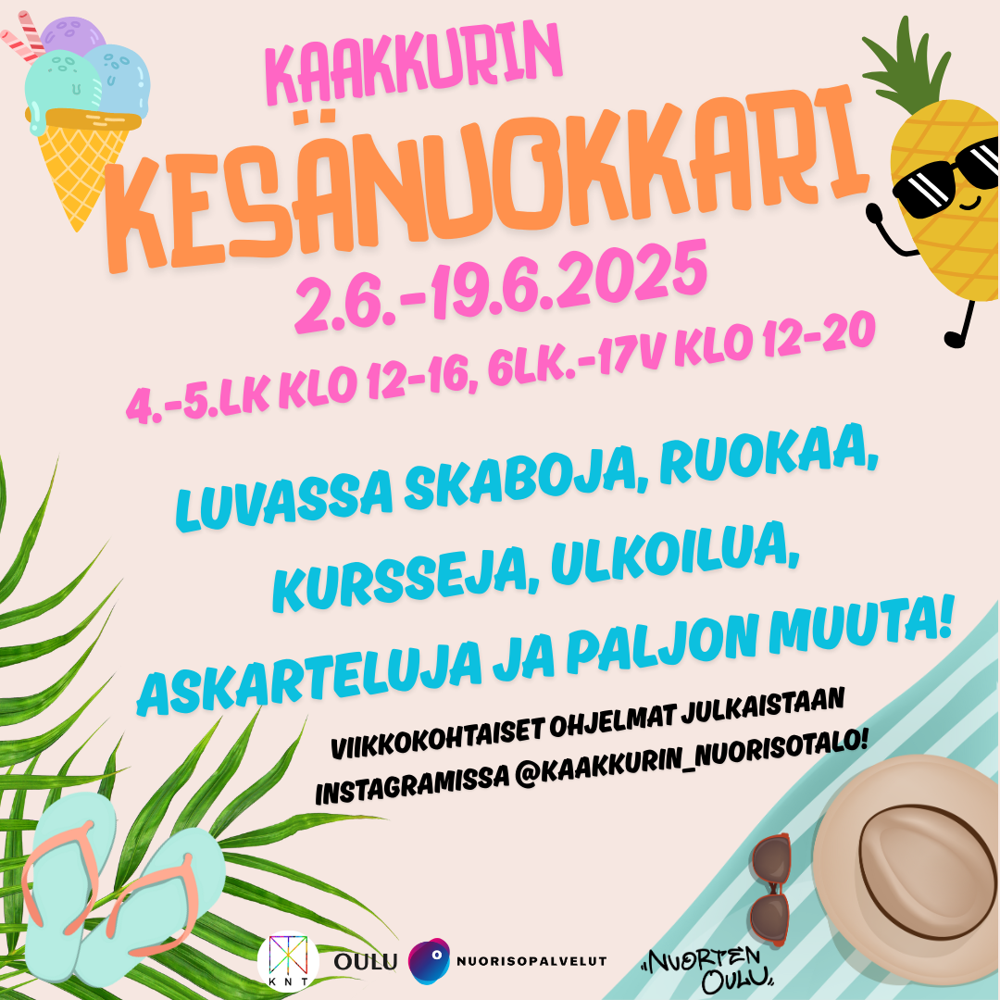 KAAKKURIN
KESÄNUOKKARI
2.6.-19.6.2025
4.-5.LK KLO 12-16, 6LK.-17V KLO 12-20
LUVASSA SKABOJA, RUOKAA,
KURSSEJA, ULKOILUA,
ASKARTELUJA JA PALJON MUUTA!
VIIKKOKOHTAISET OHJELMAT JULKAISTAAN
INSTAGRAMISSA @KAAKKURIN_NUORISOTALO!
KNT
OULU NUORISOPALVELUT
"NUORTEN
OULU"